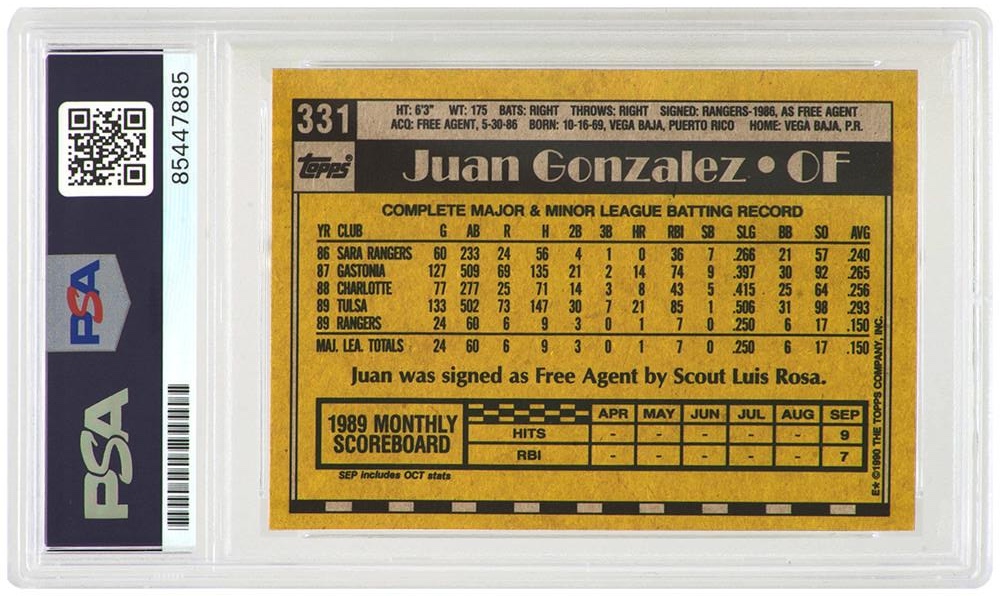 85447885
PSA
PSA
331
HT: 6'3" WT: 175 BATS: RIGHT THROWS: RIGHT SIGNED: RANGERS-1986, AS FREE AGENT
ACQ: FREE AGENT, 5-30-86 BORN: 10-16-69, VEGA BAJA, PUERTO RICO HOME: VEGA BAJA, P.R.
Topps
Juan Gonzalez • OF
COMPLETE MAJOR & MINOR LEAGUE BATTING RECORD
YR CLUB G AB R H 2B 3B HR RBI SB SLG BB SO AVG
86 SARA RANGERS 60 233 24 56 4 1 0 36 7 .266 21 57 .240
87 GASTONIA 127 509 69 135 21 2 14 74 9 .397 30 92 .265
88 CHARLOTTE 77 277 25 71 14 3 8 43 5 .415 25 64 .256
89 TULSA 133 502 73 147 30 7 21 85 1 .506 31 98 .293
89 RANGERS 24 60 6 9 3 0 1 7 0 .250 6 17 .150
MAJ. LEA. TOTALS 24 60 6 9 3 0 1 7 0 .250 6 17 .150
Juan was signed as Free Agent by Scout Luis Rosa.
1989 MONTHLY SCOREBOARD
APR MAY JUN JUL AUG SEP
HITS - - - - - 9
RBI - - - - - 7
SEP includes OCT stats
E* ©1990 THE TOPPS COMPANY, INC.